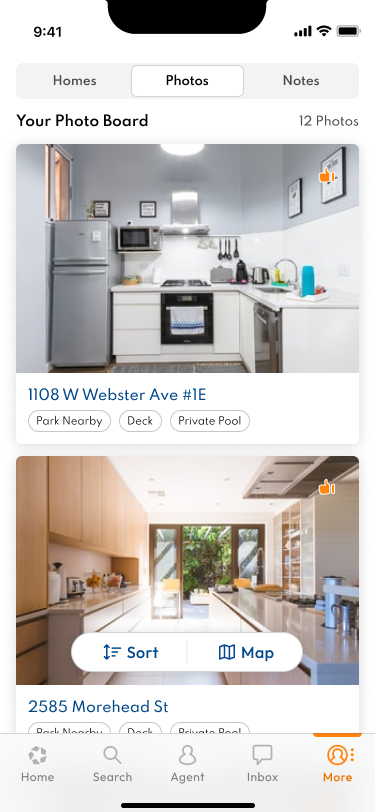 9:41
Homes Photos Notes
Your Photo Board 12 Photos
1108 W Webster Ave #1E
Park Nearby Deck Private Pool
Sort Map
2585 Morehead St
Park Nearby Deck Private Pool
Home Search Agent Inbox More